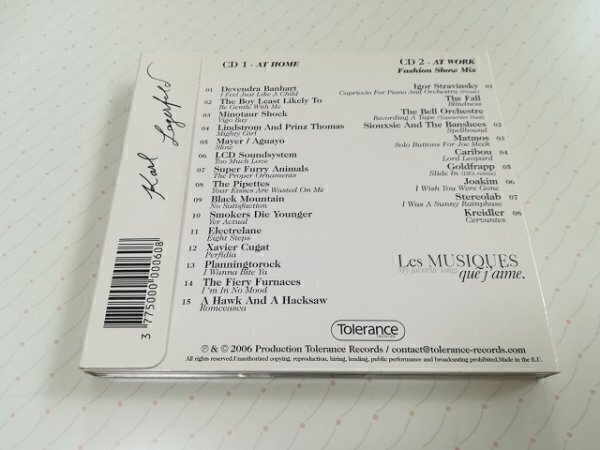 Karl Lagerfeld
CD 1 - AT HOME
01 Devendra Banhart
I Feel Just Like A Child
02 The Boy Least Likely To
Be Gentle With Me
03 Minotaur Shock
Vigo Bay
04 Lindstrom And Prinz Thomas
Mighty Girl
05 Mayer / Aguayo
Slow
06 LCD Soundsystem
Too Much Love
07 Super Furry Animals
The Proper Ornaments
08 The Pipettes
Your Kisses Are Wasted On Me
09 Black Mountain
No Satisfaction
10 Smokers Die Younger
Yer Actual
11 Electrelane
Eight Steps
12 Xavier Cugat
Perfidia
13 Planningtorock
I Wanna Bite Ya
14 The Fiery Furnaces
I'm In No Mood
15 A Hawk And A Hacksaw
Romceasca
CD 2 - AT WORK
Fashion Show Mix
Igor Stravinsky 01
Capriccio For Piano And Orchestra (Presto)
The Fall
Blindness
The Bell Orchestre
Recording A Tape (Typewriter Duet)
Siouxsie And The Banshees 02
Spellbound
Matmos 03
Solo Buttons For Joe Meek
Caribou 04
Lord Leopard
Goldfrapp 05
Slide In (DFA remix)
Joakim 06
I Wish You Were Gone
Stereolab 07
I Was A Sunny Rainphase
Kreidler 08
Cervantes
Les MUSIQUES
My favorite songs
que j'aime.
Tolerance
records
℗ & © 2006 Production Tolerance Records / contact@tolerance-records.com
All rights reserved.Unauthorized copying, reproduction, hiring, lending, public performance and broadcasting prohibited.Made in the E.U.
3 775000 000608